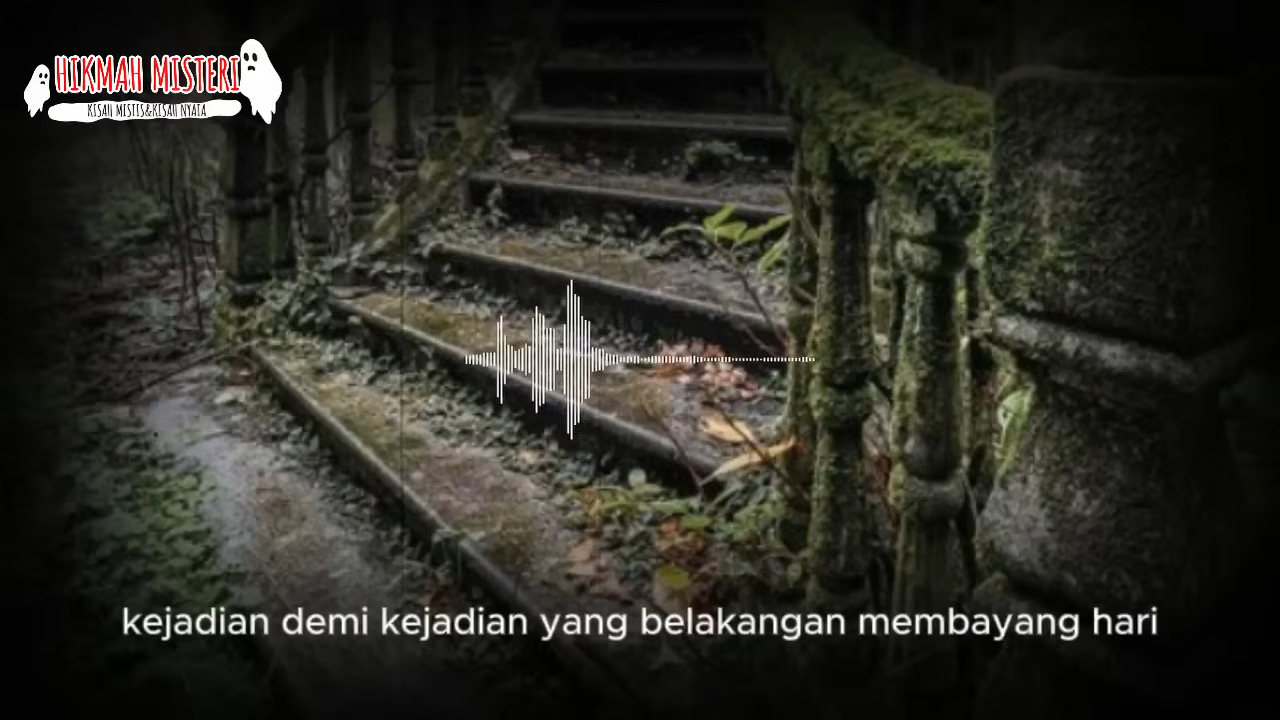 HIKMAH MISTERI
KISAH MISTIS&KISAH NYATA
kejadian demi kejadian yang belakangan membayang hari